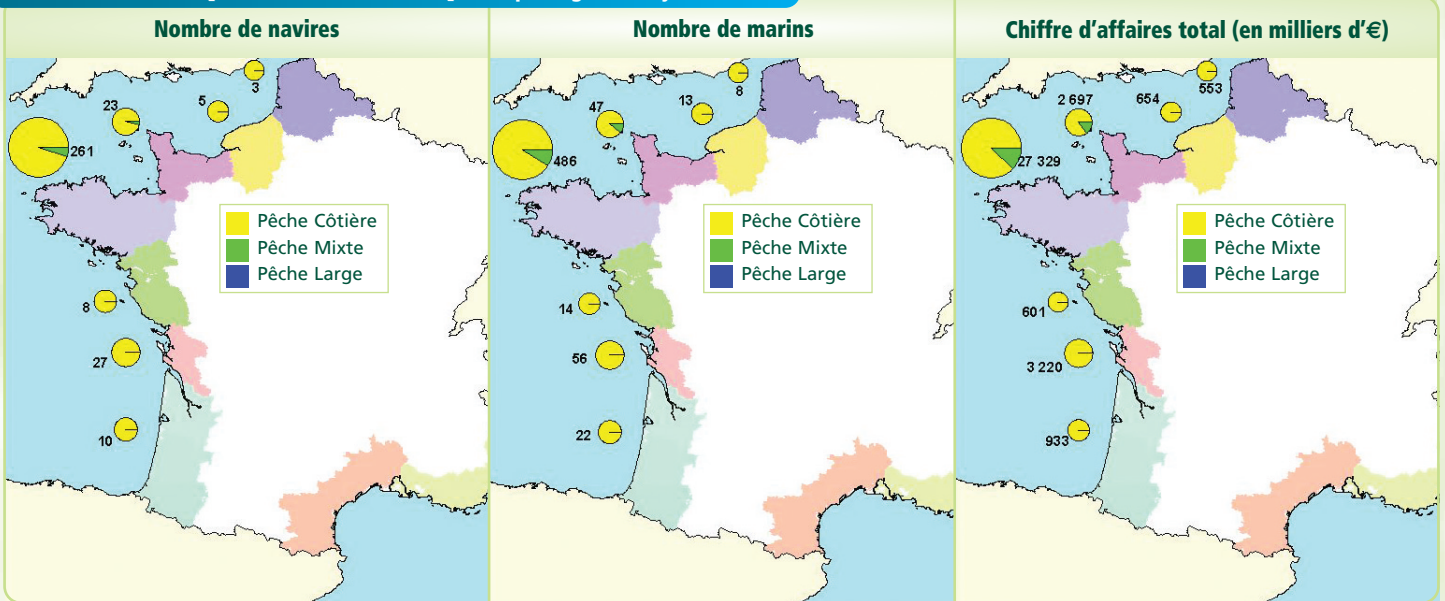 Nombre de navires
3
5
23
261
Pêche Côtière
Pêche Mixte
Pêche Large
8
27
10
Nombre de marins
8
13
47
486
Pêche Côtière
Pêche Mixte
Pêche Large
14
56
22
Chiffre d'affaires total (en milliers d'€)
553
654
2 697
27 329
Pêche Côtière
Pêche Mixte
Pêche Large
601
3 220
933